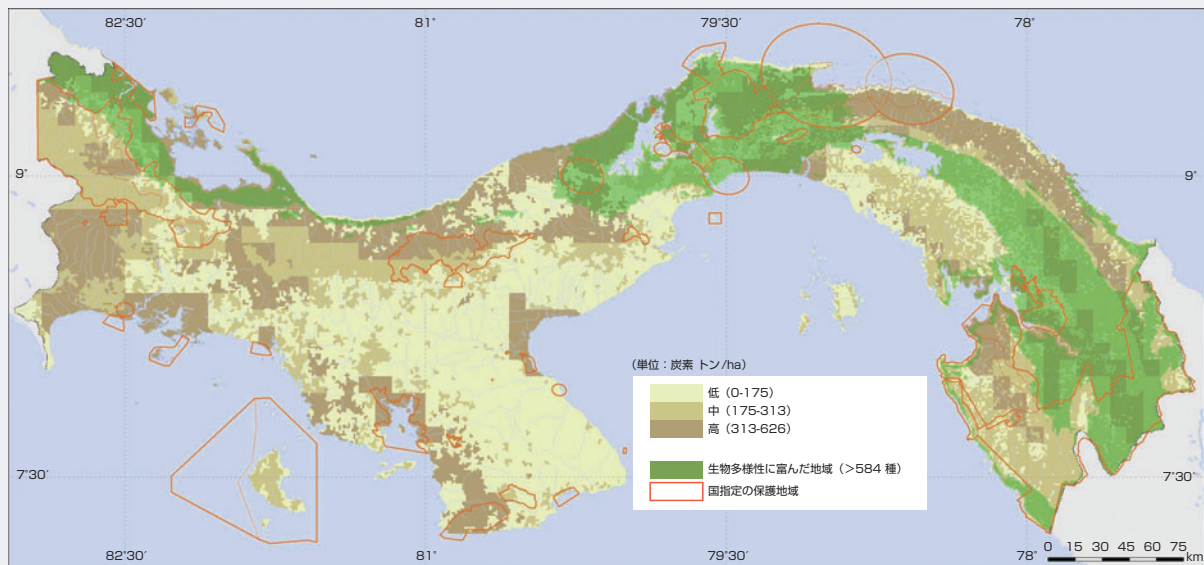 82˚30′
81˚
79˚30′
78˚
9˚
9˚
(単位:炭素 トン/ha)
低(0-175)
中(175-313)
高(313-626)
生物多様性に富んだ地域(>584 種)
国指定の保護地域
7˚30′
7˚30′
82˚30′
81˚
79˚30′
78˚
0 15 30 45 60 75
km